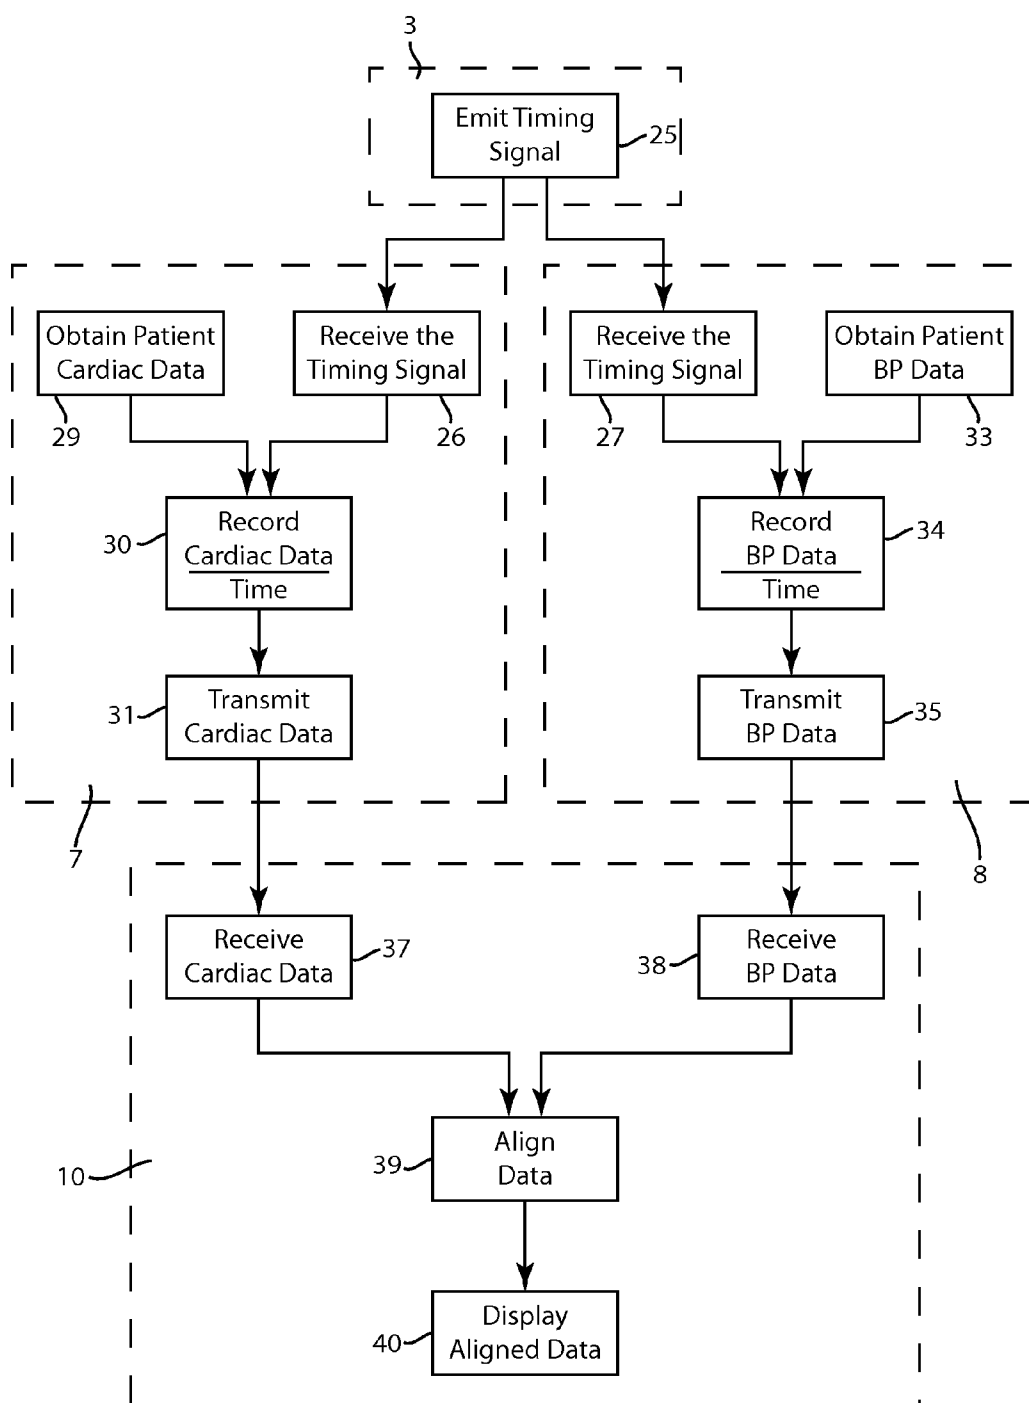 3
Emit Timing
Signal
25
Obtain Patient
Cardiac Data
29
Receive the
Timing Signal
26
Receive the
Timing Signal
27
Obtain Patient
BP Data
33
30
Record
Cardiac Data
Time
Record
BP Data
Time
34
31
Transmit
Cardiac Data
Transmit
BP Data
35
7
8
Receive
Cardiac Data
37
38
Receive
BP Data
10
39
Align
Data
40
Display
Aligned Data